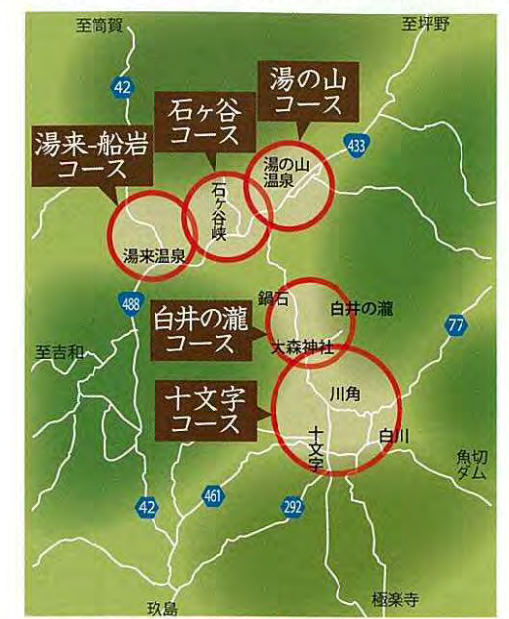 至筒賀
至坪野
42
湯の山
コース
石ヶ谷
コース
433
湯来-船岩
コース
湯の山
温泉
石ヶ谷峡
湯来温泉
488
鍋石
白井の瀧
77
白井の瀧
コース
至吉和
大森神社
十文字
コース
川角
十文字
白川
魚切
ダム
42
461
292
玖島
極楽寺